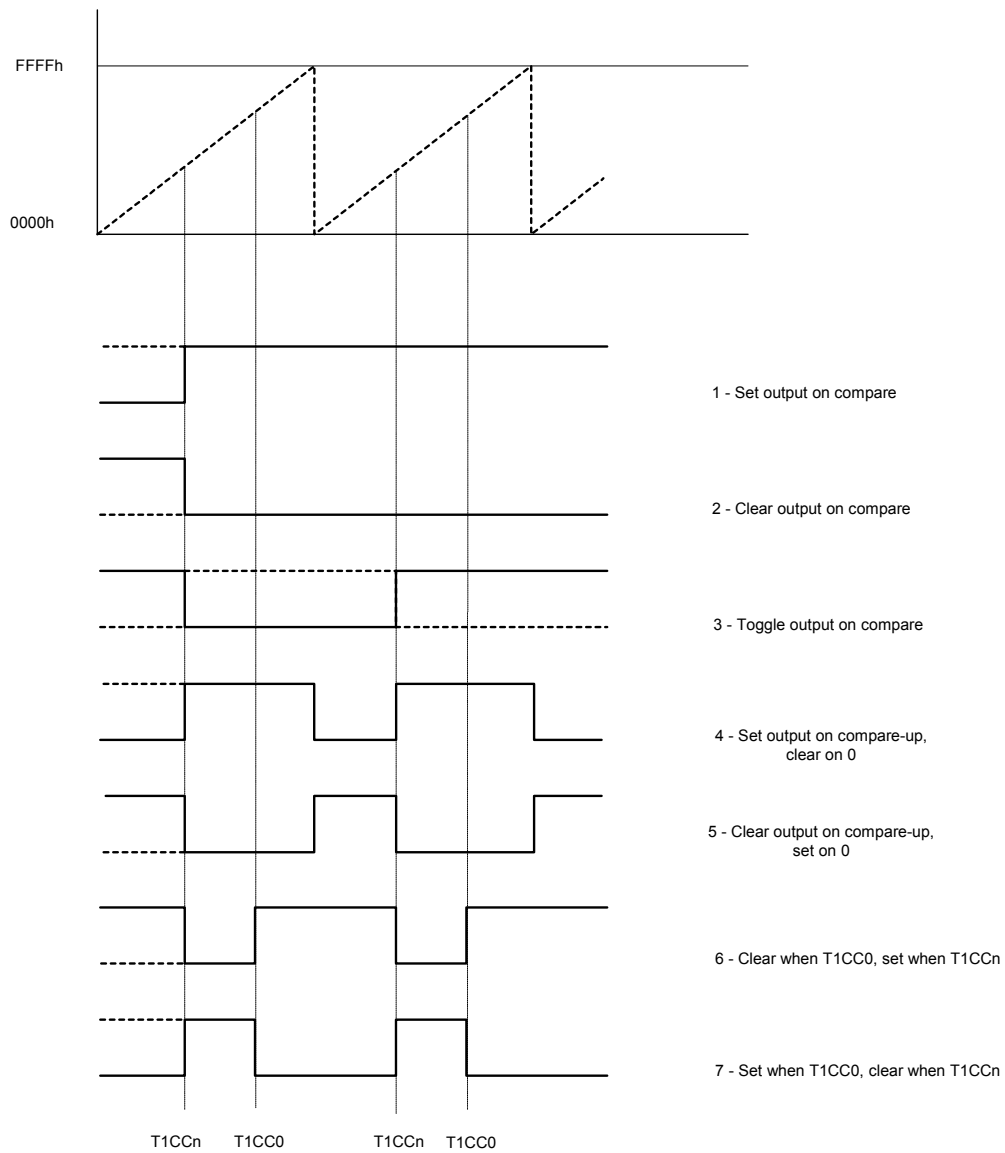 FFFFh
0000h
1 - Set output on compare
2 - Clear output on compare
3 - Toggle output on compare
4 - Set output on compare-up,
clear on 0
5 - Clear output on compare-up,
set on 0
6 - Clear when T1CC0, set when T1CCn
7 - Set when T1CC0, clear when T1CCn
T1CCn T1CC0 T1CCn T1CC0